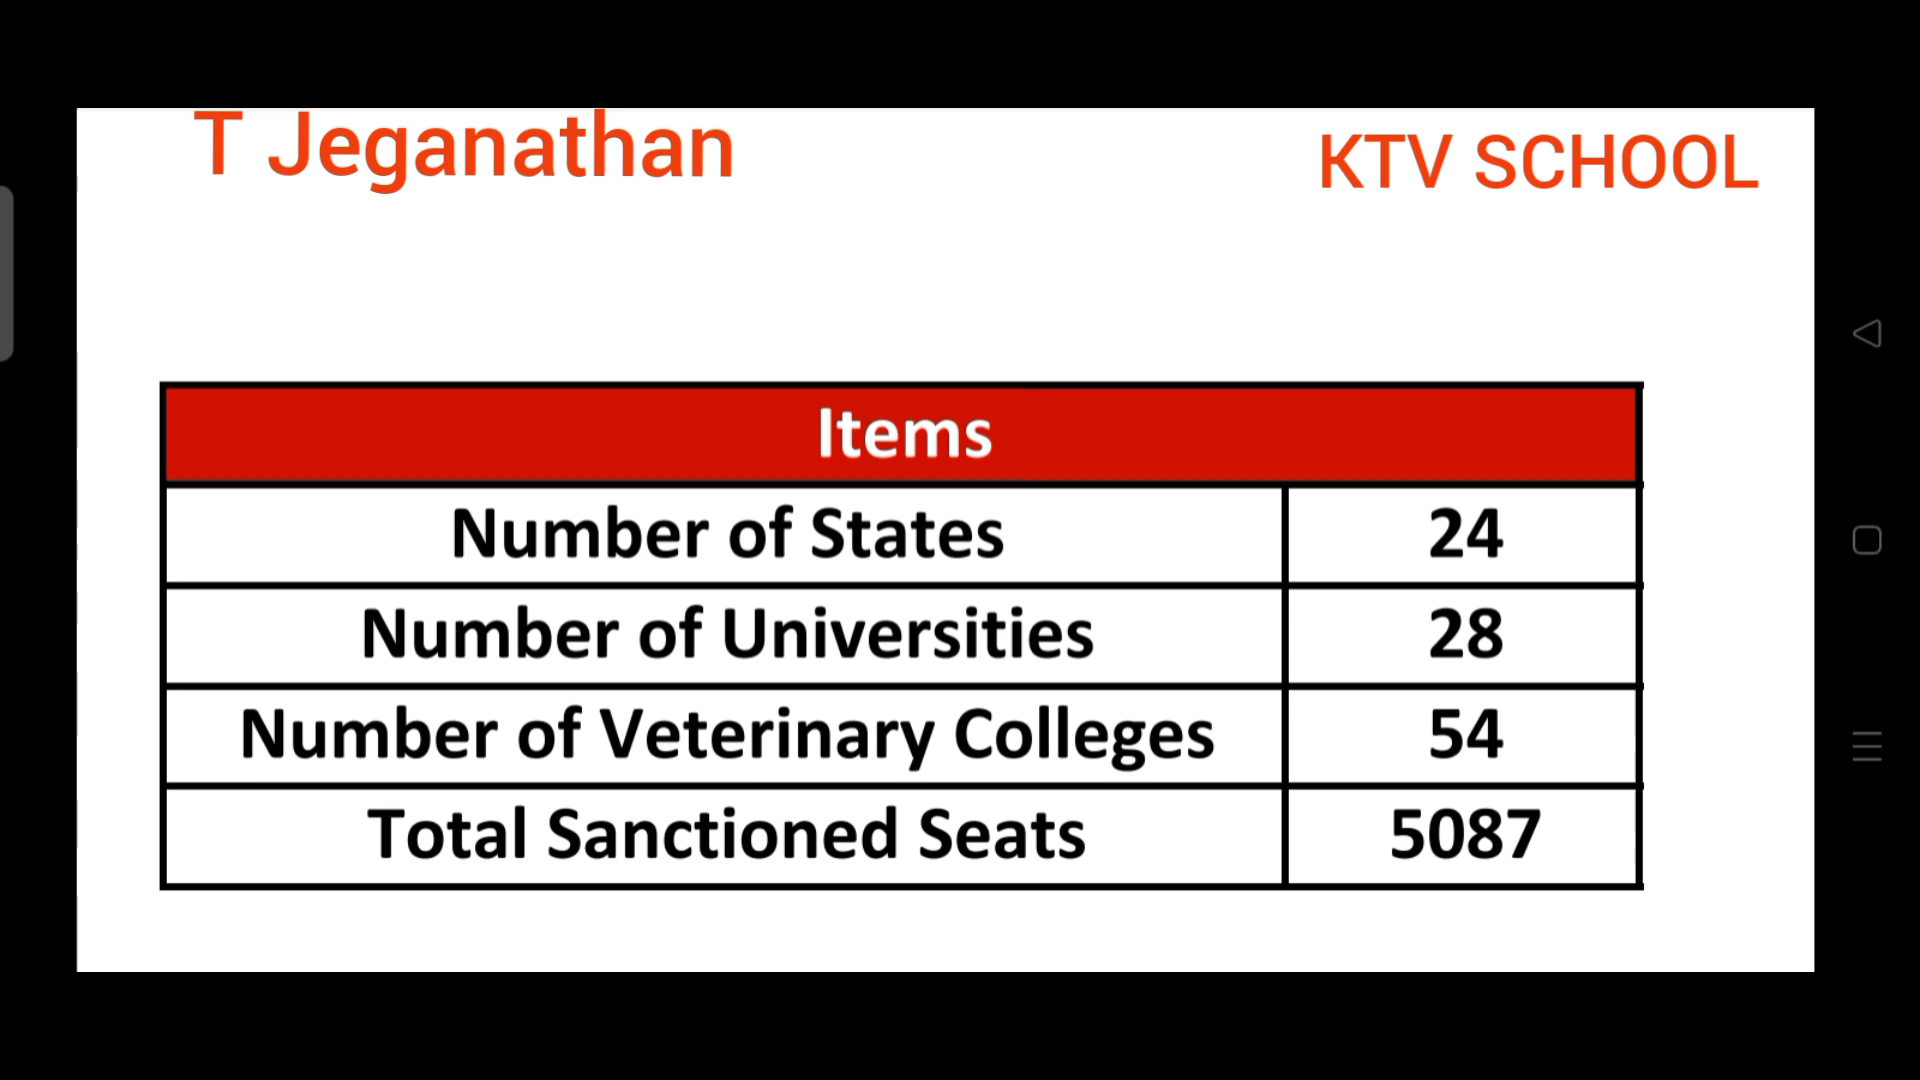 T Jeganathan
KTV SCHOOL
Items
Number of States 24
Number of Universities 28
Number of Veterinary Colleges 54
Total Sanctioned Seats 5087